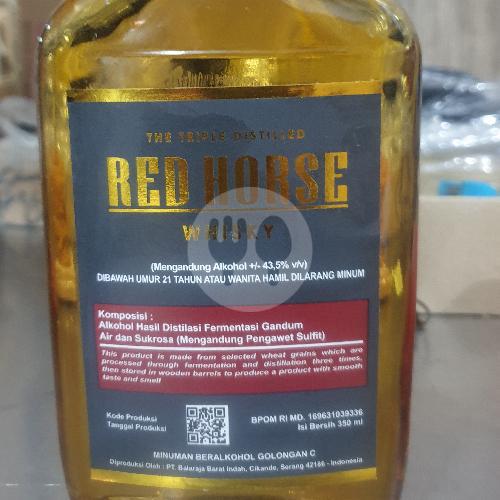 THE TRIPLE DISTILLED
RED HORSE
WHISKY
(Mengandung Alkohol +/- 43,5% v/v)
DIBAWAH UMUR 21 TAHUN ATAU WANITA HAMIL DILARANG MINUM
Komposisi :
Alkohol Hasil Distilasi Fermentasi Gandum
Air dan Sukrosa (Mengandung Pengawet Sulfit)
This product is made from selected wheat grains which are
processed through fermentation and distillation three times,
then stored in wooden barrels to produce a product with smooth
taste and smell
Kode Produksi
Tanggal Produksi
BPOM RI MD. 169631039336
Isi Bersih 350 ml
MINUMAN BERALKOHOL GOLONGAN C
Diproduksi Oleh : PT. Balaraja Barat Indah, Cikande, Serang 42186 - Indonesia